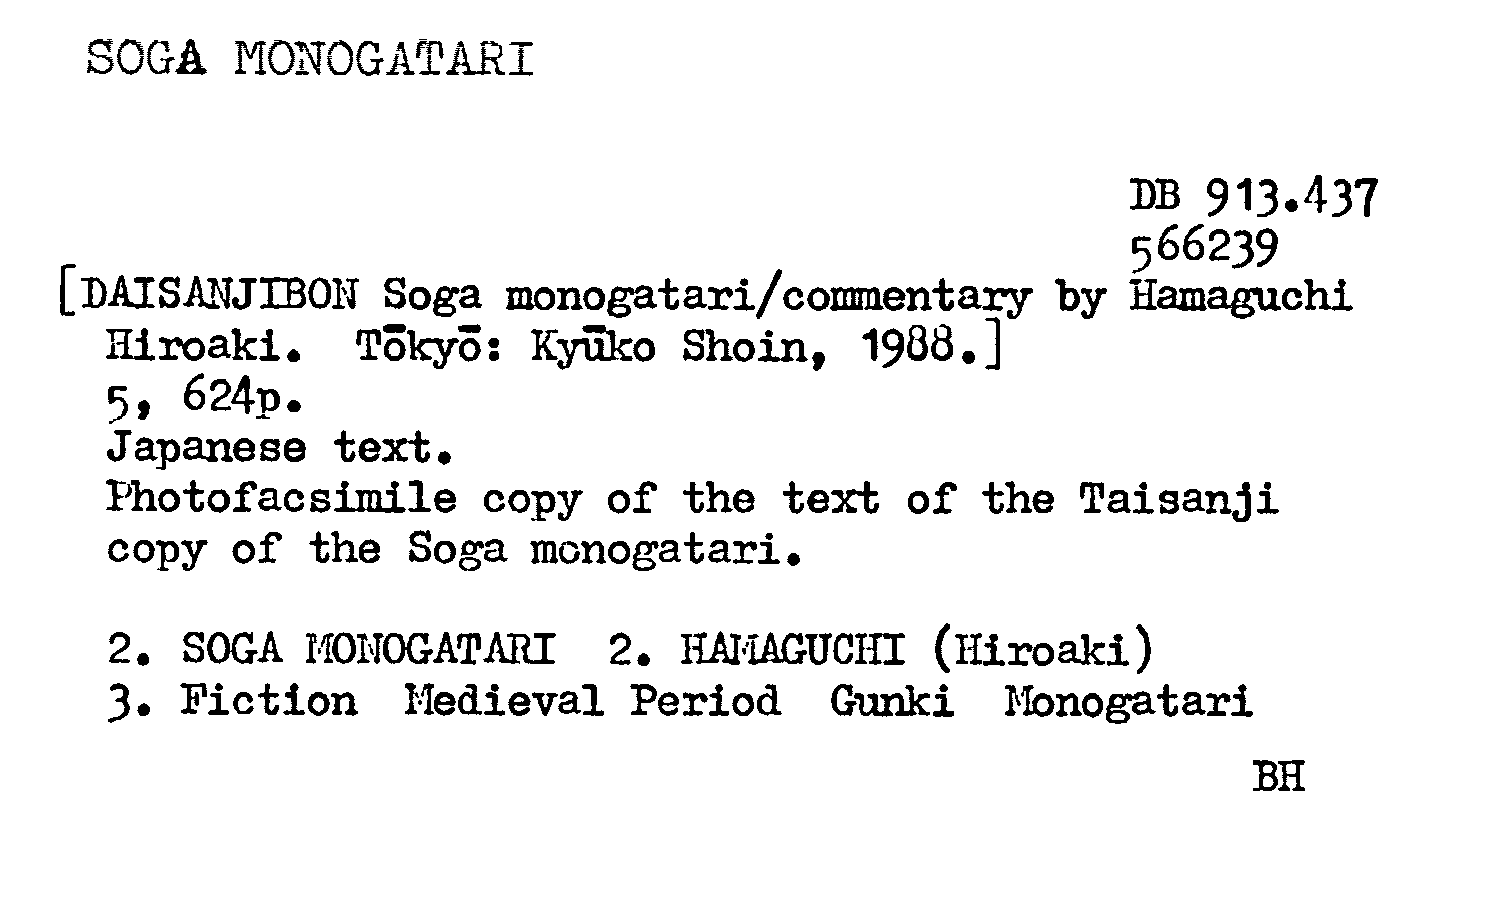 SOGA MONOGATARI
DB 913.437
566239
[DAISANJIBON Soga monogatari/commentary by Hamaguchi
Hiroaki. Tōkyō: Kyūko Shoin, 1988.]
5, 624p.
Japanese text.
Photofacsimile copy of the text of the Taisanji
copy of the Soga monogatari.
2. SOGA MONOGATARI 2. HAMAGUCHI (Hiroaki)
3. Fiction Medieval Period Gunki Monogatari
BH